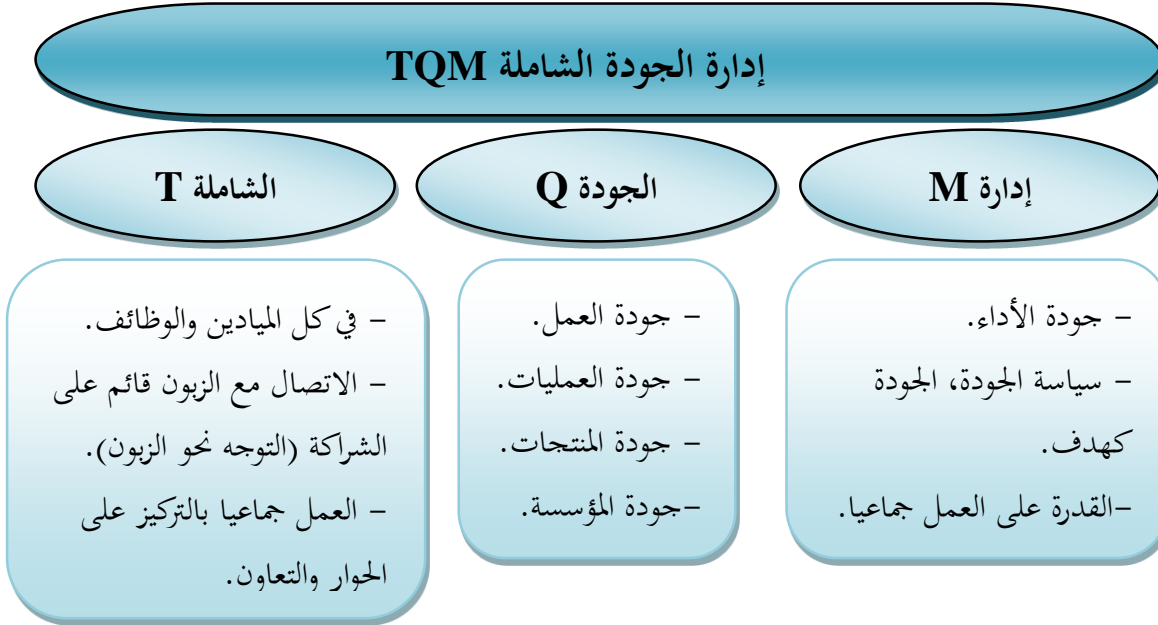 إدارة الجودة الشاملة TQM
إدارة M
الجودة Q
الشاملة T
- جودة الأداء.
- سياسة الجودة، الجودة
كهدف.
-القدرة على العمل جماعيا.
- جودة العمل.
- جودة العمليات.
- جودة المنتجات.
-جودة المؤسسة.
- في كل الميادين والوظائف.
- الاتصال مع الزبون قائم على
الشراكة (التوجه نحو الزبون).
- العمل جماعيا بالتركيز على
الحوار والتعاون.